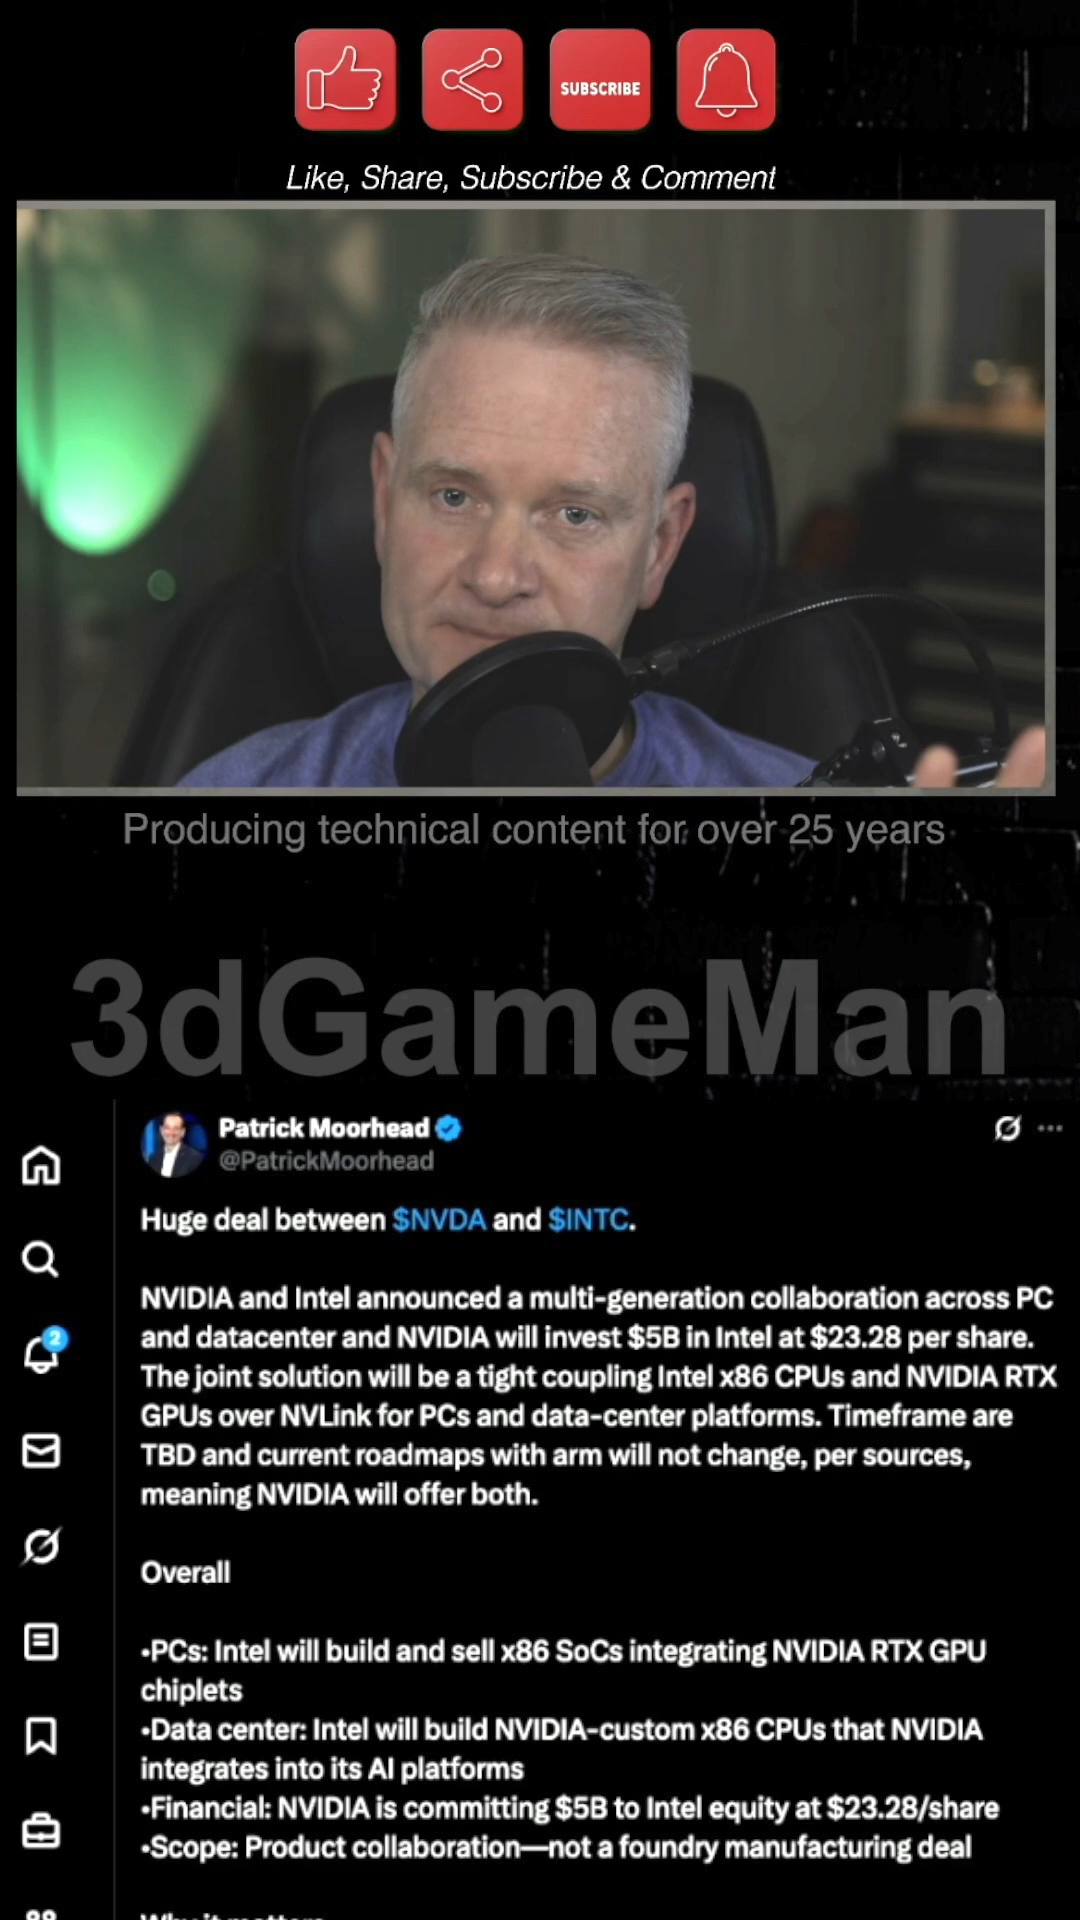 SUBSCRIBE
Like, Share, Subscribe & Comment
Producing technical content for over 25 years
3dGameMan
Patrick Moorhead
@PatrickMoorhead
Huge deal between $NVDA and $INTC.
NVIDIA and Intel announced a multi-generation collaboration across PC
and datacenter and NVIDIA will invest $5B in Intel at $23.28 per share.
The joint solution will be a tight coupling Intel x86 CPUs and NVIDIA RTX
GPUs over NVLink for PCs and data-center platforms. Timeframe are
TBD and current roadmaps with arm will not change, per sources,
meaning NVIDIA will offer both.
2
Overall
•PCs: Intel will build and sell x86 SoCs integrating NVIDIA RTX GPU
chiplets
•Data center: Intel will build NVIDIA-custom x86 CPUs that NVIDIA
integrates into its AI platforms
•Financial: NVIDIA is committing $5B to Intel equity at $23.28/share
•Scope: Product collaboration—not a foundry manufacturing deal